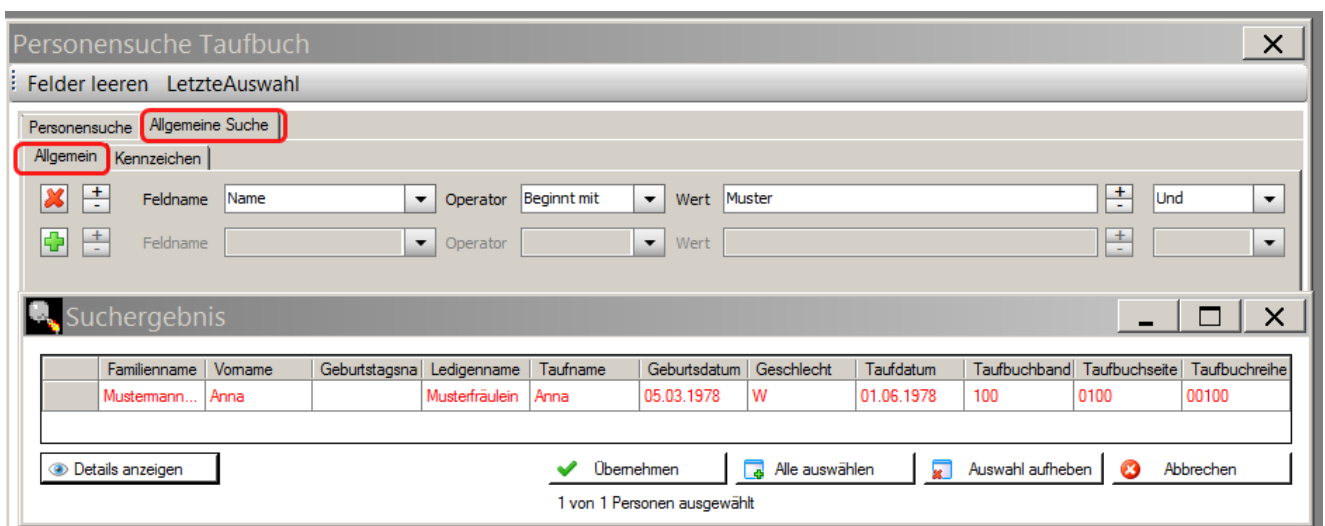 Personensuche Taufbuch
Felder leeren LetzteAuswahl
Personensuche Allgemeine Suche
Allgemein Kennzeichen
Feldname Name Operator Beginnt mit Wert Muster Und
Feldname Operator Wert
Suchergebnis
Familienname Vorname Geburtstagsna Ledigenname Taufname Geburtsdatum Geschlecht Taufdatum Taufbuchband Taufbuchseite Taufbuchreihe
Mustermann... Anna Musterfräulein Anna 05.03.1978 W 01.06.1978 100 0100 00100
Details anzeigen Übernehmen Alle auswählen Auswahl aufheben Abbrechen
1 von 1 Personen ausgewählt